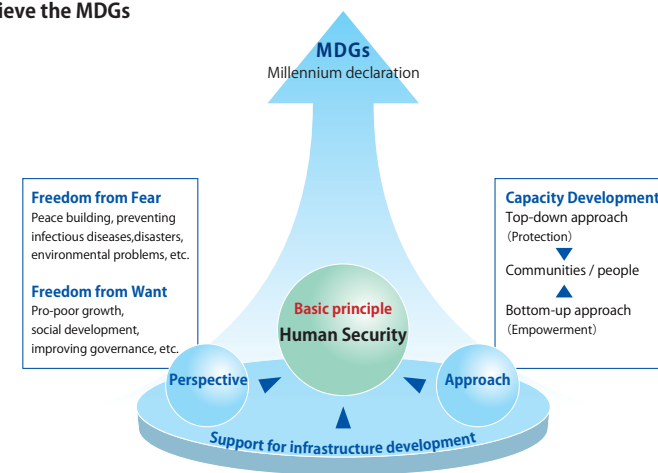 ieve the MDGs
MDGs
Millennium declaration
Freedom from Fear
Peace building, preventing
infectious diseases,disasters,
environmental problems, etc.
Freedom from Want
Pro-poor growth,
social development,
improving governance, etc.
Capacity Development
Top-down approach
（Protection）
Communities / people
Bottom-up approach
（Empowerment）
Basic principle
Human Security
Perspective
Approach
Support for infrastructure development